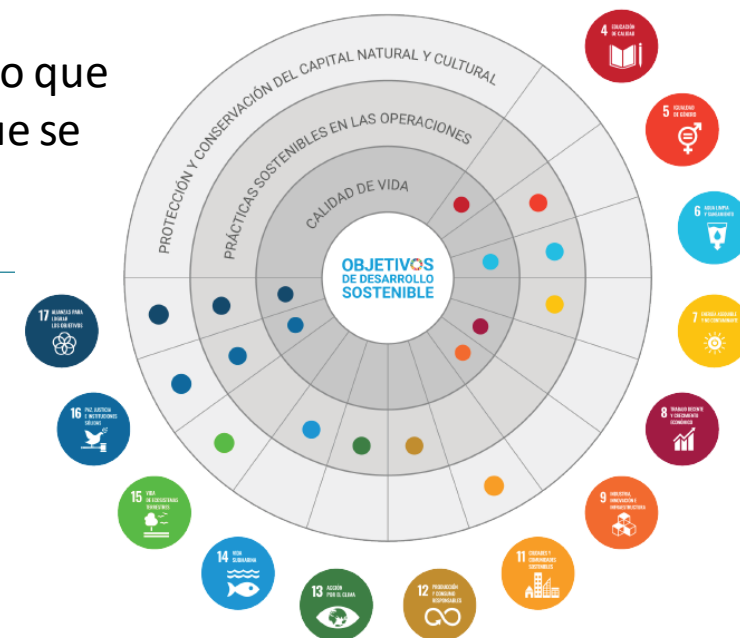 o que
ue se
PROTECCIÓN Y CONSERVACIÓN DEL CAPITAL NATURAL Y CULTURAL
PRÁCTICAS SOSTENIBLES EN LAS OPERACIONES
CALIDAD DE VIDA
OBJETIVOS
DE DESARROLLO
SOSTENIBLE
4 EDUCACIÓN
DE CALIDAD
5 IGUALDAD
DE GÉNERO
6 AGUA LIMPIA
Y SANEAMIENTO
7 ENERGÍA ASEQUIBLE
Y NO CONTAMINANTE
8 TRABAJO DECENTE
Y CRECIMIENTO
ECONÓMICO
9 INDUSTRIA,
INNOVACIÓN E
INFRAESTRUCTURA
11 CIUDADES Y
COMUNIDADES
SOSTENIBLES
12 PRODUCCIÓN
Y CONSUMO
RESPONSABLES
13 ACCIÓN
POR EL CLIMA
14 VIDA
SUBMARINA
15 VIDA
DE ECOSISTEMAS
TERRESTRES
16 PAZ, JUSTICIA
E INSTITUCIONES
SÓLIDAS
17 ALIANZAS PARA
LOGRAR
LOS OBJETIVOS